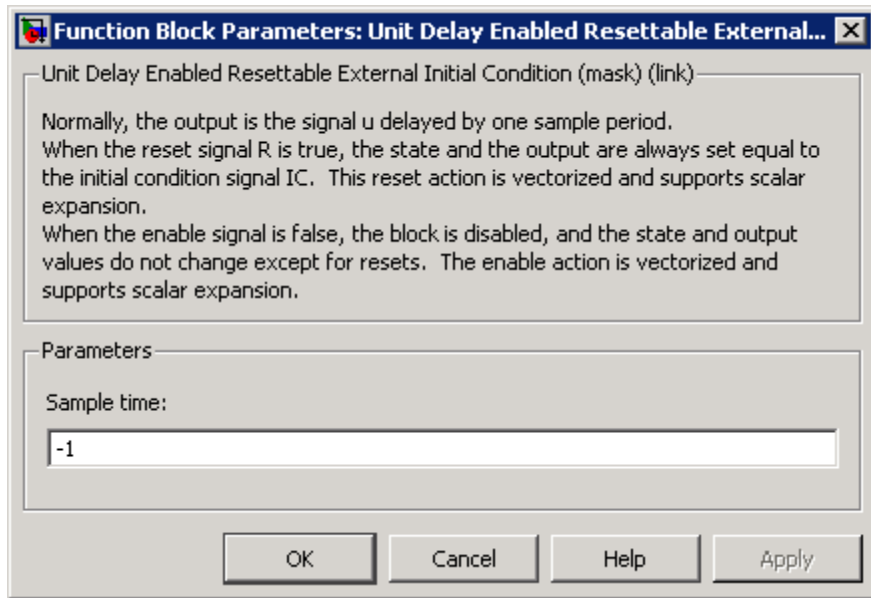 Function Block Parameters: Unit Delay Enabled Resettable External...
Unit Delay Enabled Resettable External Initial Condition (mask) (link)
Normally, the output is the signal u delayed by one sample period.
When the reset signal R is true, the state and the output are always set equal to
the initial condition signal IC.  This reset action is vectorized and supports scalar
expansion.
When the enable signal is false, the block is disabled, and the state and output
values do not change except for resets.  The enable action is vectorized and
supports scalar expansion.
Parameters
Sample time:
-1
OK Cancel Help Apply